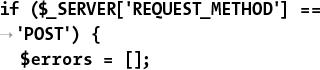 if ($_SERVER['REQUEST_METHOD'] ==
→ 'POST') {
$errors = [];